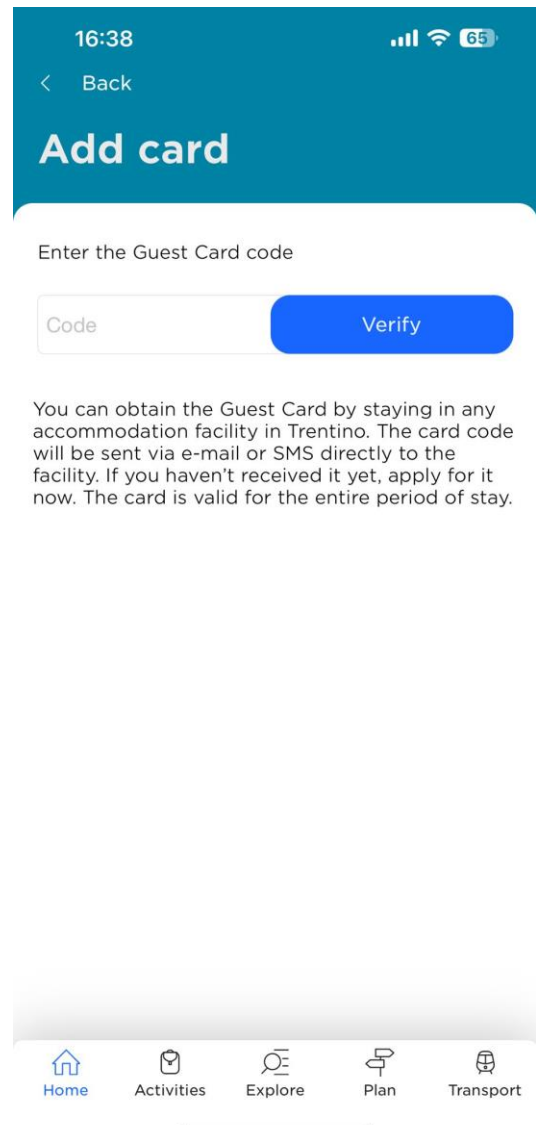 16:38
65
Back
Add card
Enter the Guest Card code
Code
Verify
You can obtain the Guest Card by staying in any
accommodation facility in Trentino. The card code
will be sent via e-mail or SMS directly to the
facility. If you haven’t received it yet, apply for it
now. The card is valid for the entire period of stay.
Home
Activities
Explore
Plan
Transport